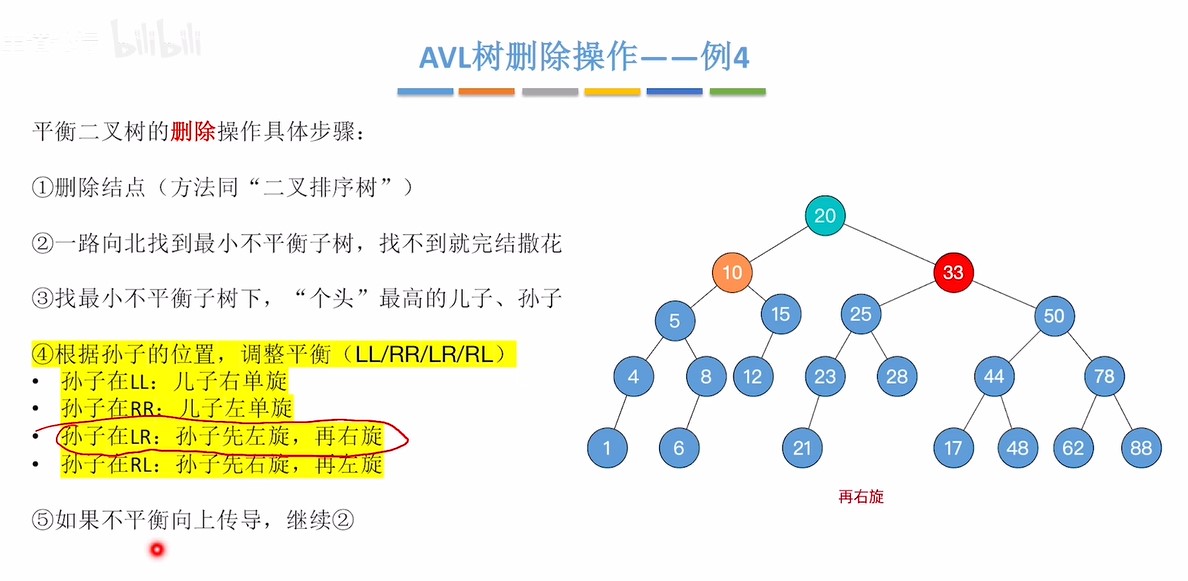 bilibili
AVL树删除操作——例4
平衡二叉树的删除操作具体步骤：
①删除结点（方法同“二叉排序树”）
②一路向北找到最小不平衡子树，找不到就完结撒花
③找最小不平衡子树下，“个头”最高的儿子、孙子
④根据孙子的位置，调整平衡（LL/RR/LR/RL）
• 孙子在LL：儿子右单旋
• 孙子在RR：儿子左单旋
• 孙子在LR：孙子先左旋，再右旋
• 孙子在RL：孙子先右旋，再左旋
⑤如果不平衡向上传导，继续②
20
10 33
5 15 25 50
4 8 12 23 28 44 78
1 6 21 17 48 62 88
再右旋